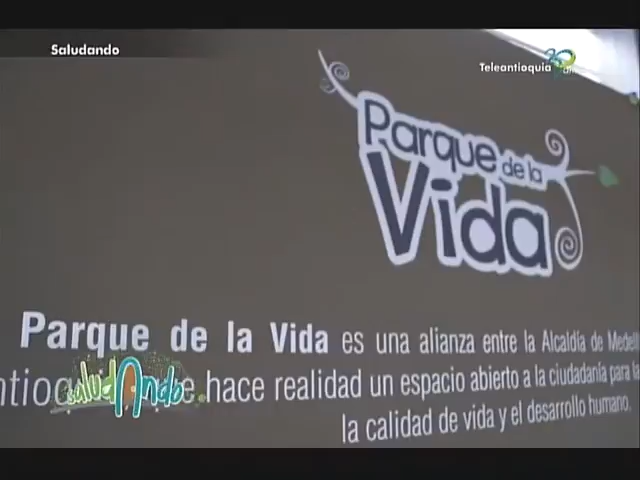 Saludando
Teleantioquia
Parque de la
Vida
Parque de la Vida es una alianza entre la Alcaldía de
saludAndo hace realidad un espacio abierto a la ciudadanía para
la calidad de vida y el desarrollo humano.